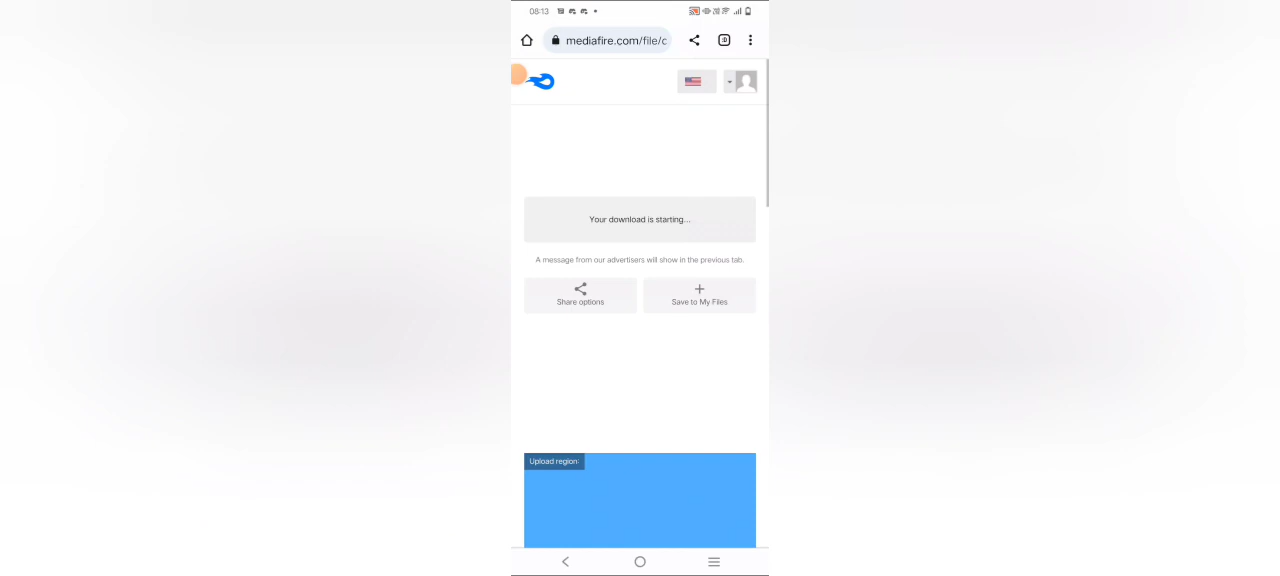 08:13
mediafire.com/file/c
:D
Your download is starting...
A message from our advertisers will show in the previous tab.
Share options
Save to My Files
Upload region: